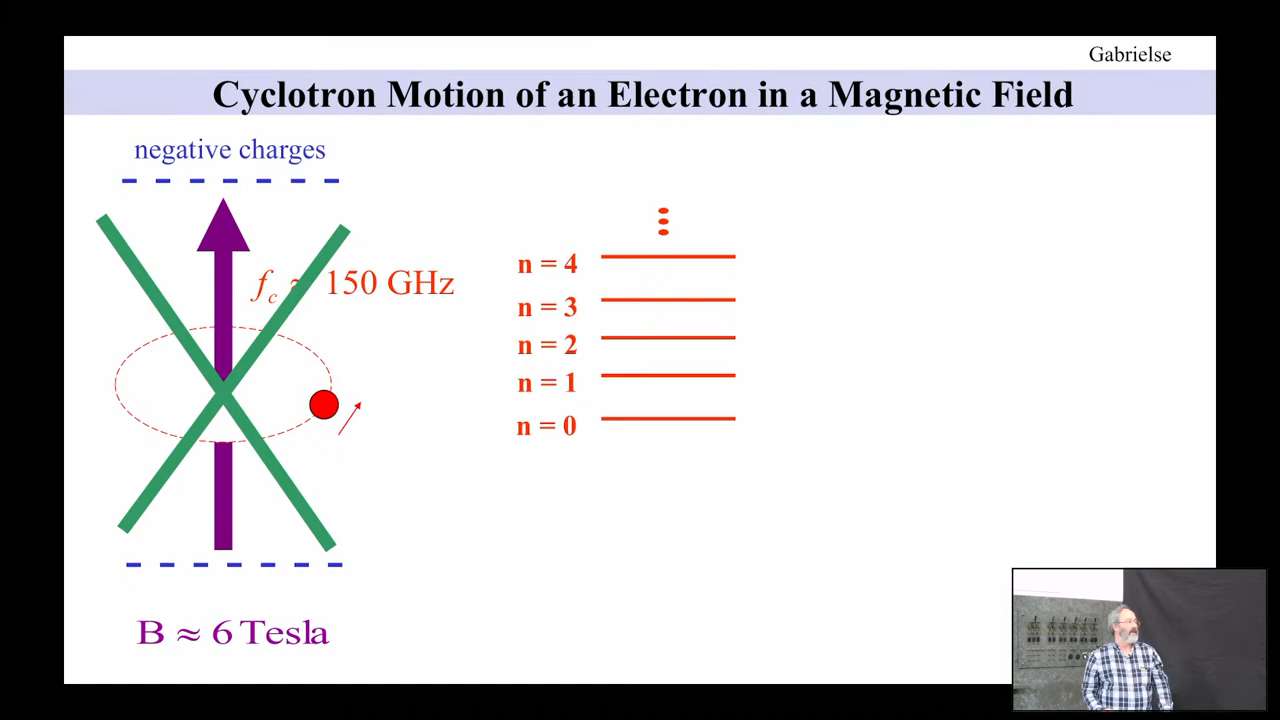 Gabrielse
Cyclotron Motion of an Electron in a Magnetic Field
negative charges
f_c ≈ 150 GHz
n = 4
n = 3
n = 2
n = 1
n = 0
B ≈ 6 Tesla